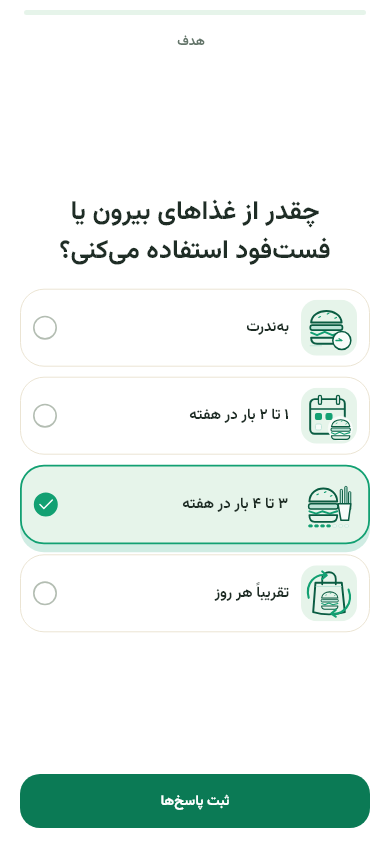 هدف
چقدر از غذاهای بیرون یا
فست‌فود استفاده می‌کنی؟
به‌ندرت
۱ تا ۲ بار در هفته
۳ تا ۴ بار در هفته
تقریباً هر روز
ثبت پاسخ‌ها